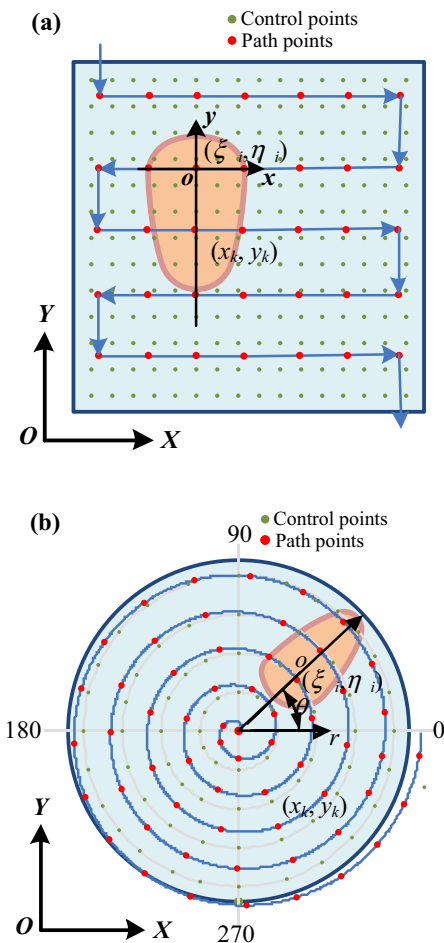 (a)
Control points
Path points
y
(ξ i,η i)
o
x
(xk, yk)
Y
O
X
(b)
Control points
Path points
90
o
(ξ i,η i)
θ
180
0
r
(xk, yk)
Y
O
X
270